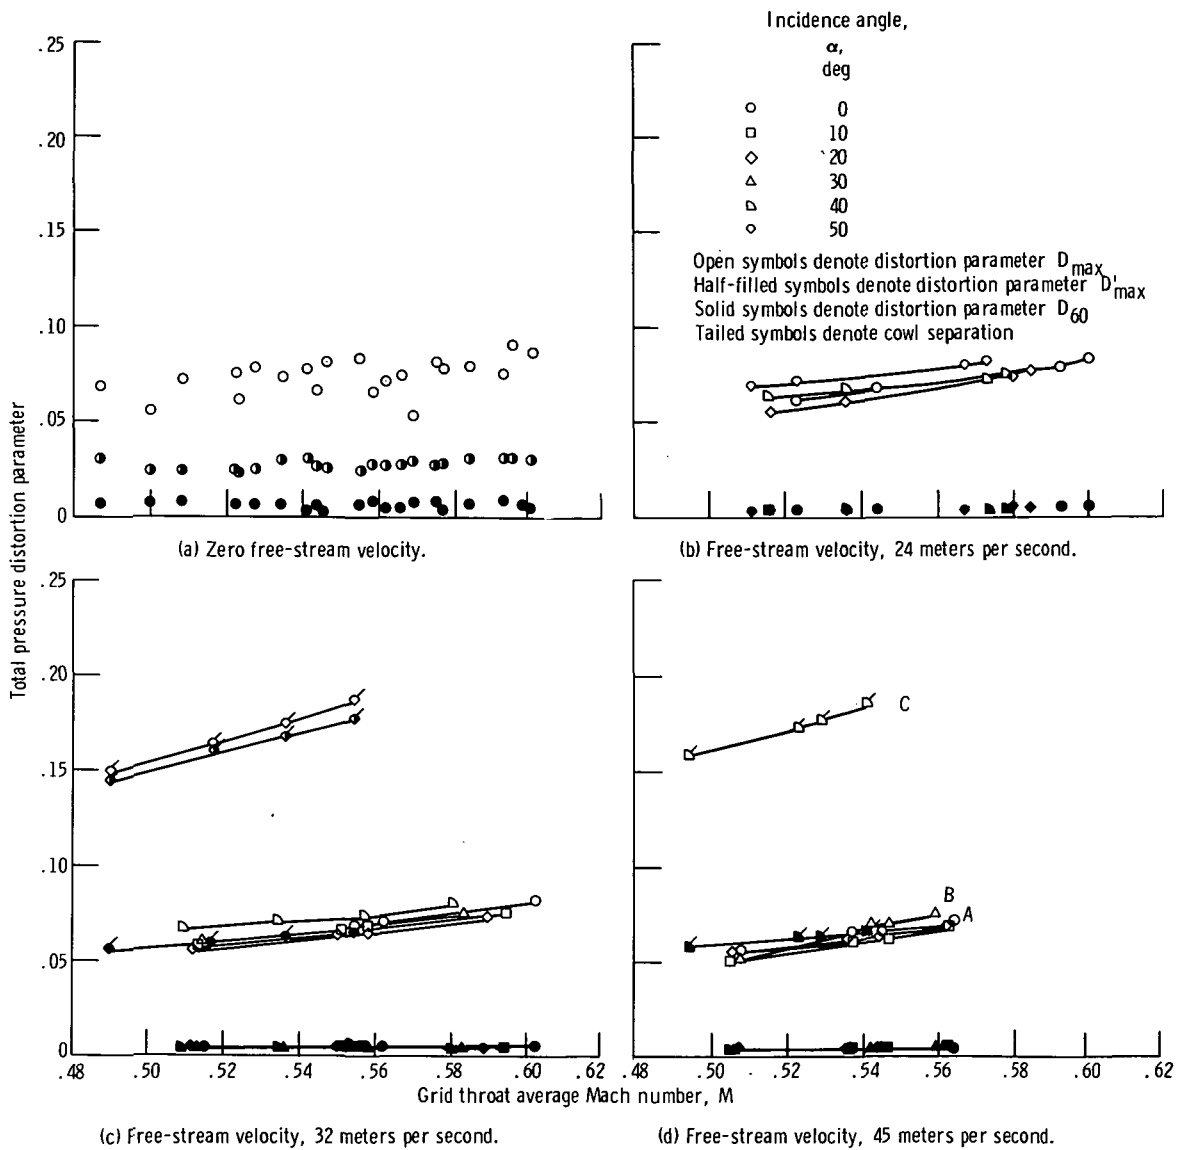 Incidence angle,
α,
deg
0
10
20
30
40
50
Open symbols denote distortion parameter Dmax
Half-filled symbols denote distortion parameter D'max
Solid symbols denote distortion parameter D60
Tailed symbols denote cowl separation
.25
.20
.15
.10
.05
0
(a) Zero free-stream velocity.
(b) Free-stream velocity, 24 meters per second.
Total pressure distortion parameter
.25
.20
.15
.10
.05
0
C
B
A
.48 .50 .52 .54 .56 .58 .60 .62 .48 .50 .52 .54 .56 .58 .60 .62
Grid throat average Mach number, M
(c) Free-stream velocity, 32 meters per second.
(d) Free-stream velocity, 45 meters per second.